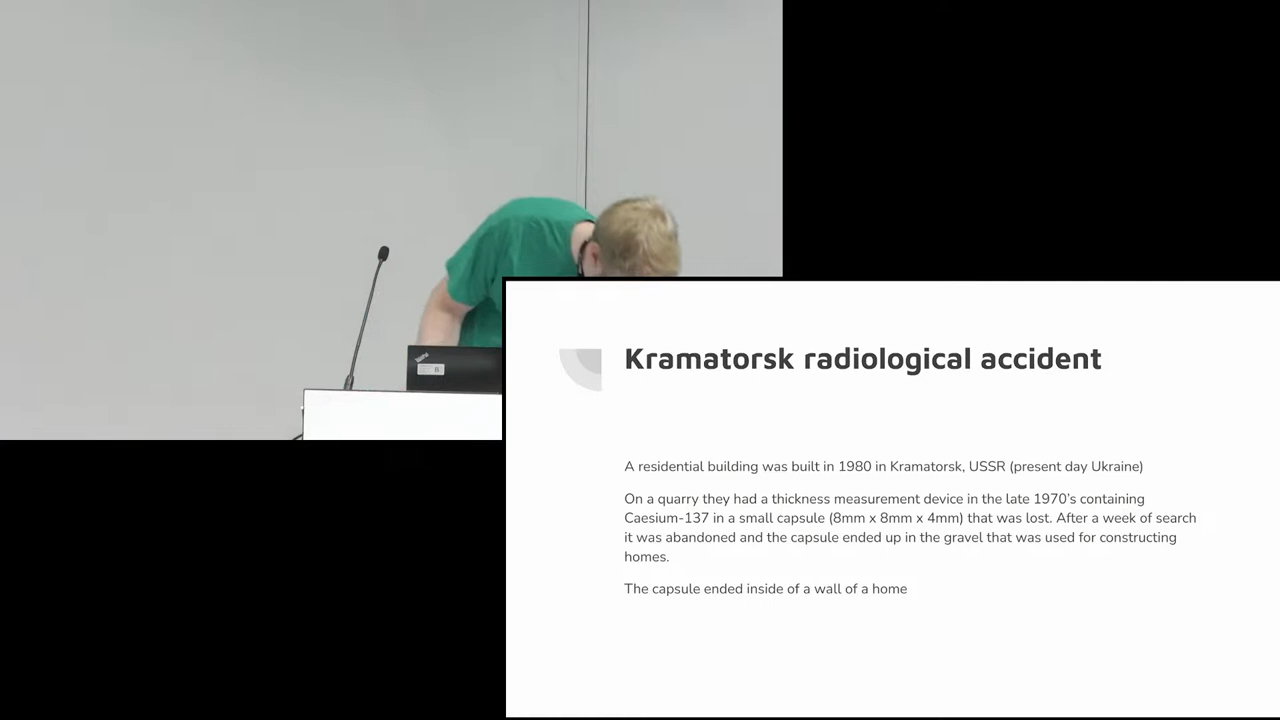 Kramatorsk radiological accident
A residential building was built in 1980 in Kramatorsk, USSR (present day Ukraine)
On a quarry they had a thickness measurement device in the late 1970's containing
Caesium-137 in a small capsule (8mm x 8mm x 4mm) that was lost. After a week of search
it was abandoned and the capsule ended up in the gravel that was used for constructing
homes.
The capsule ended inside of a wall of a home